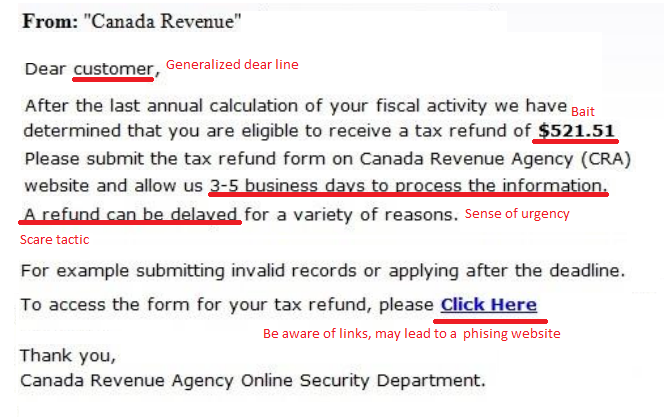 From: "Canada Revenue"
Dear customer, Generalized dear line
After the last annual calculation of your fiscal activity we have Bait
determined that you are eligible to receive a tax refund of $521.51
Please submit the tax refund form on Canada Revenue Agency (CRA)
website and allow us 3-5 business days to process the information.
A refund can be delayed for a variety of reasons. Sense of urgency
Scare tactic
For example submitting invalid records or applying after the deadline.
To access the form for your tax refund, please Click Here
Be aware of links, may lead to a phising website
Thank you,
Canada Revenue Agency Online Security Department.